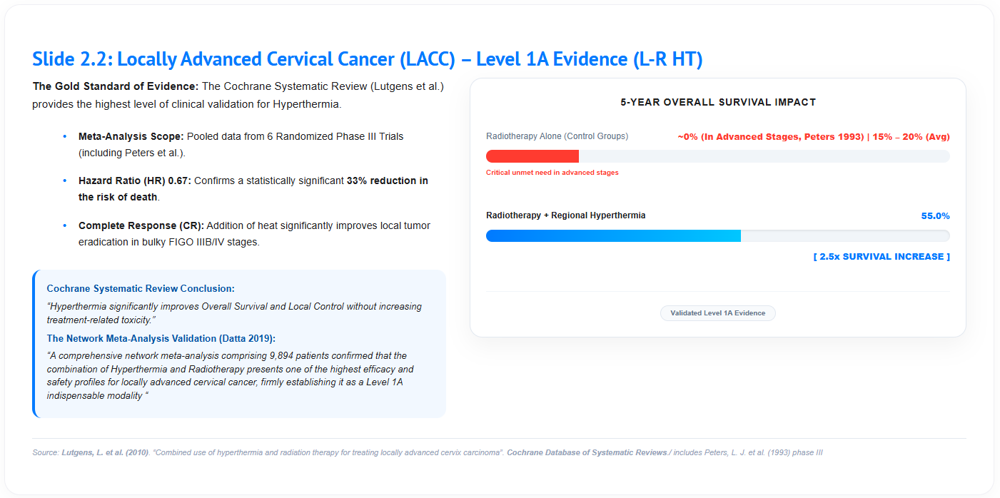 Slide 2.2: Locally Advanced Cervical Cancer (LACC) – Level 1A Evidence (L-R HT)
The Gold Standard of Evidence: The Cochrane Systematic Review (Lutgens et al.)
provides the highest level of clinical validation for Hyperthermia.
• Meta-Analysis Scope: Pooled data from 6 Randomized Phase III Trials
(including Peters et al.).
• Hazard Ratio (HR) 0.67: Confirms a statistically significant 33% reduction in
the risk of death.
• Complete Response (CR): Addition of heat significantly improves local tumor
eradication in bulky FIGO IIIB/IV stages.
Cochrane Systematic Review Conclusion:
“Hyperthermia significantly improves Overall Survival and Local Control without increasing
treatment-related toxicity.”
The Network Meta-Analysis Validation (Datta 2019):
“A comprehensive network meta-analysis comprising 9,894 patients confirmed that the
combination of Hyperthermia and Radiotherapy presents one of the highest efficacy and
safety profiles for locally advanced cervical cancer, firmly establishing it as a Level 1A
indispensable modality “
5-YEAR OVERALL SURVIVAL IMPACT
Radiotherapy Alone (Control Groups)
~0% (In Advanced Stages, Peters 1993) | 15% – 20% (Avg)
Critical unmet need in advanced stages
Radiotherapy + Regional Hyperthermia
55.0%
[ 2.5x SURVIVAL INCREASE ]
Validated Level 1A Evidence
Source: Lutgens, L. et al. (2010). “Combined use of hyperthermia and radiation therapy for treating locally advanced cervix carcinoma”. Cochrane Database of Systematic Reviews./ includes Peters, L. J. et al. (1993) phase III